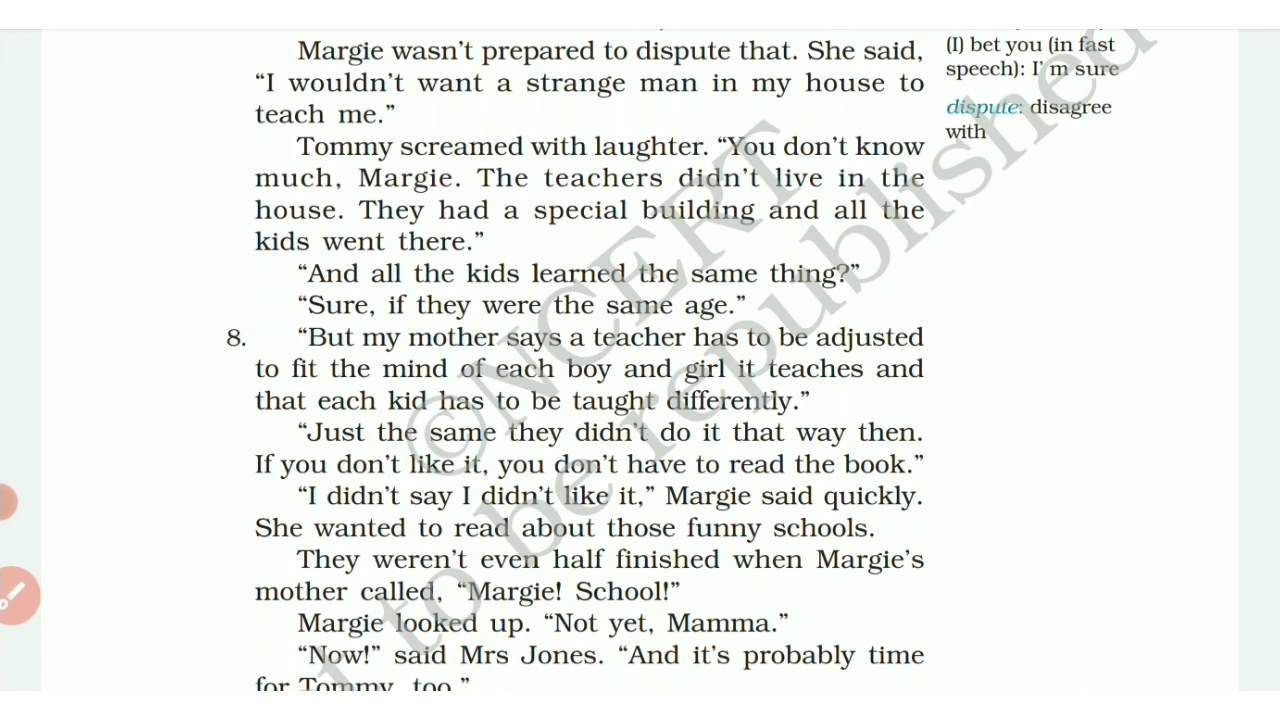 Margie wasn't prepared to dispute that. She said,
“I wouldn't want a strange man in my house to
teach me.”
Tommy screamed with laughter. “You don't know
much, Margie. The teachers didn't live in the
house. They had a special building and all the
kids went there.”
“And all the kids learned the same thing?”
“Sure, if they were the same age.”
8. “But my mother says a teacher has to be adjusted
to fit the mind of each boy and girl it teaches and
that each kid has to be taught differently.”
“Just the same they didn't do it that way then.
If you don't like it, you don't have to read the book.”
“I didn't say I didn't like it,” Margie said quickly.
She wanted to read about those funny schools.
They weren't even half finished when Margie's
mother called, “Margie! School!”
Margie looked up. “Not yet, Mamma.”
“Now!” said Mrs Jones. “And it's probably time
for Tommy, too.”
(I) bet you (in fast
speech): I' m sure
dispute: disagree
with
©NCERT
to be republished